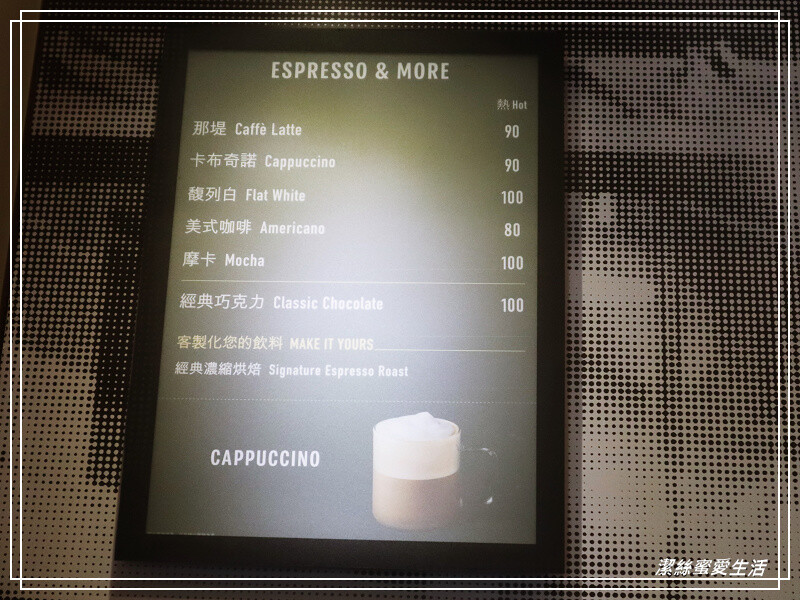 ESPRESSO & MORE
熱 Hot
那堤 Caffè Latte 90
卡布奇諾 Cappuccino 90
馥列白 Flat White 100
美式咖啡 Americano 80
摩卡 Mocha 100
經典巧克力 Classic Chocolate 100
客製化您的飲料 MAKE IT YOURS
經典濃縮烘焙 Signature Espresso Roast
CAPPUCCINO
潔絲蜜愛生活